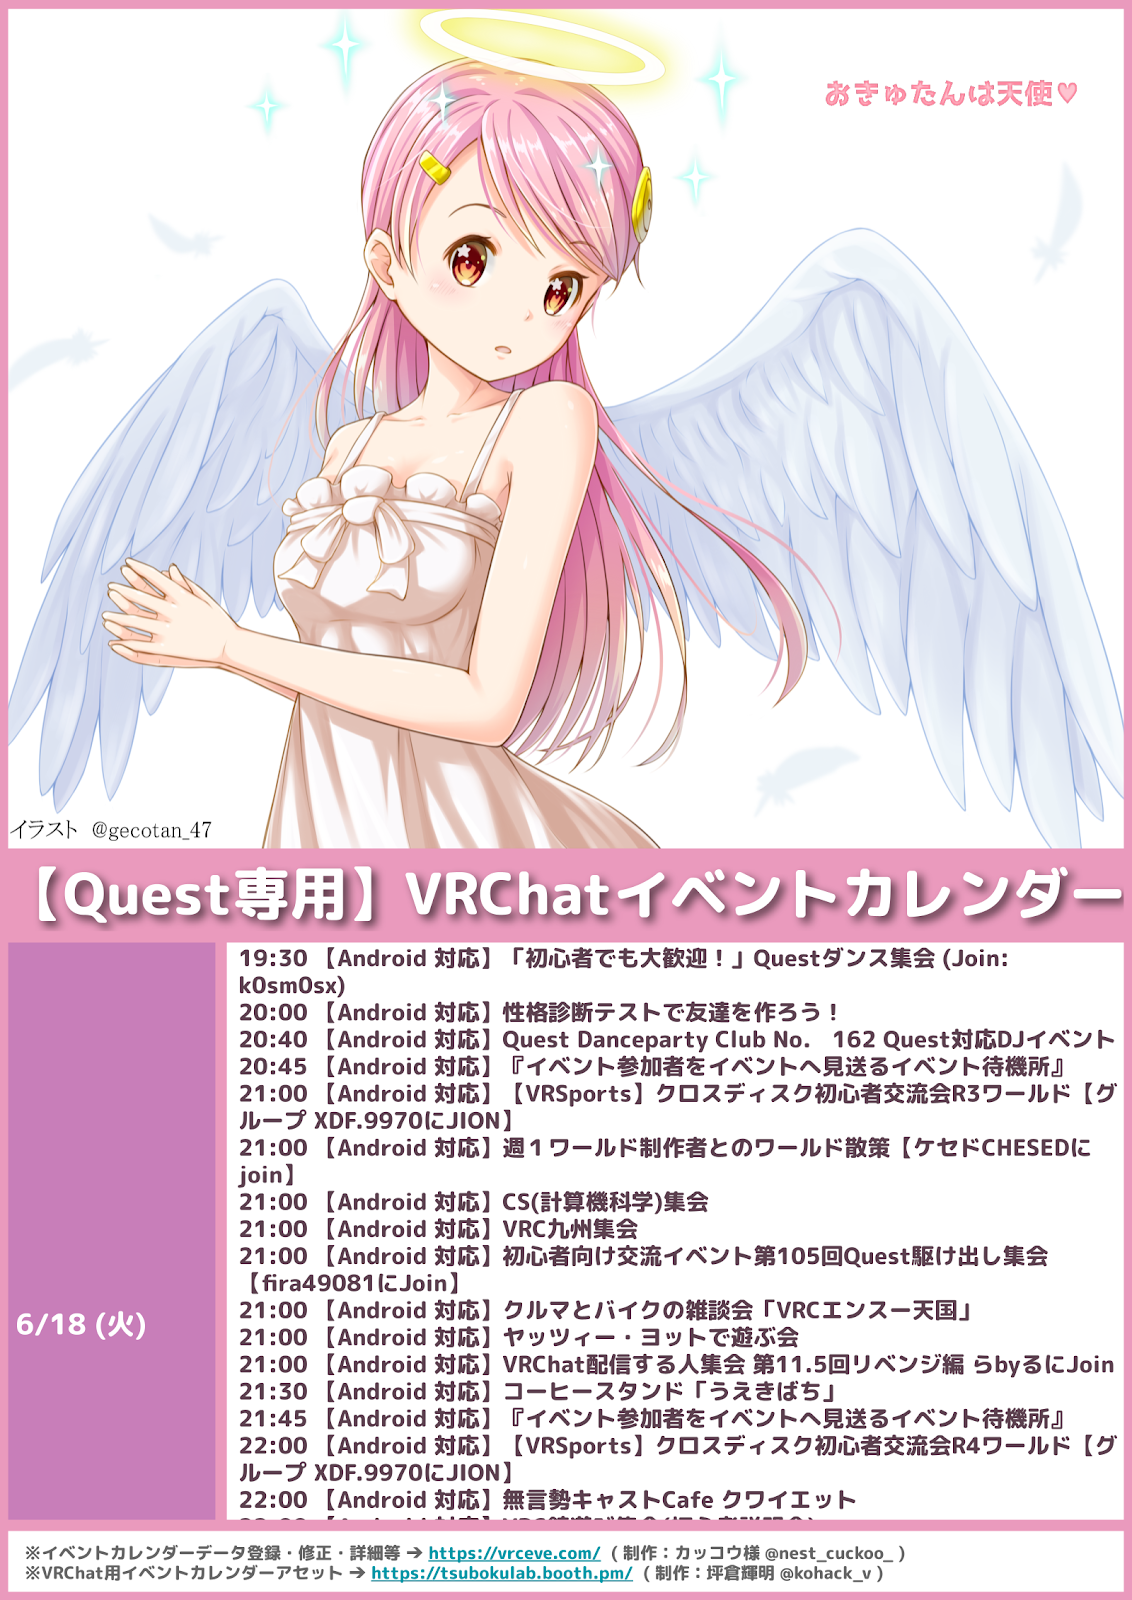 おきゅたんは天使♥
イラスト @gecotan_47
【Quest専用】VRChatイベントカレンダー
6/18 (火)
19:30 【Android 対応】「初心者でも大歓迎！」Questダンス集会 (Join:
k0sm0sx)
20:00 【Android 対応】性格診断テストで友達を作ろう！
20:40 【Android 対応】Quest Danceparty Club No. 162 Quest対応DJイベント
20:45 【Android 対応】『イベント参加者をイベントへ見送るイベント待機所』
21:00 【Android 対応】【VRSports】クロスディスク初心者交流会R3ワールド【グ
ループ XDF.9970にJION】
21:00 【Android 対応】週１ワールド制作者とのワールド散策【ケセドCHESEDに
join】
21:00 【Android 対応】CS(計算機科学)集会
21:00 【Android 対応】VRC九州集会
21:00 【Android 対応】初心者向け交流イベント第105回Quest駆け出し集会
【fira49081にJoin】
21:00 【Android 対応】クルマとバイクの雑談会「VRCエンスー天国」
21:00 【Android 対応】ヤッツィー・ヨットで遊ぶ会
21:00 【Android 対応】VRChat配信する人集会 第11.5回リベンジ編 らbyるにJoin
21:30 【Android 対応】コーヒースタンド「うえきばち」
21:45 【Android 対応】『イベント参加者をイベントへ見送るイベント待機所』
22:00 【Android 対応】【VRSports】クロスディスク初心者交流会R4ワールド【グ
ループ XDF.9970にJION】
22:00 【Android 対応】無言勢キャストCafe クワイエット
※イベントカレンダーデータ登録・修正・詳細等 → https://vrceve.com/ ( 制作：カッコウ様 @nest_cuckoo_ )
※VRChat用イベントカレンダーアセット → https://tsubokulab.booth.pm/ ( 制作：坪倉輝明 @kohack_v )